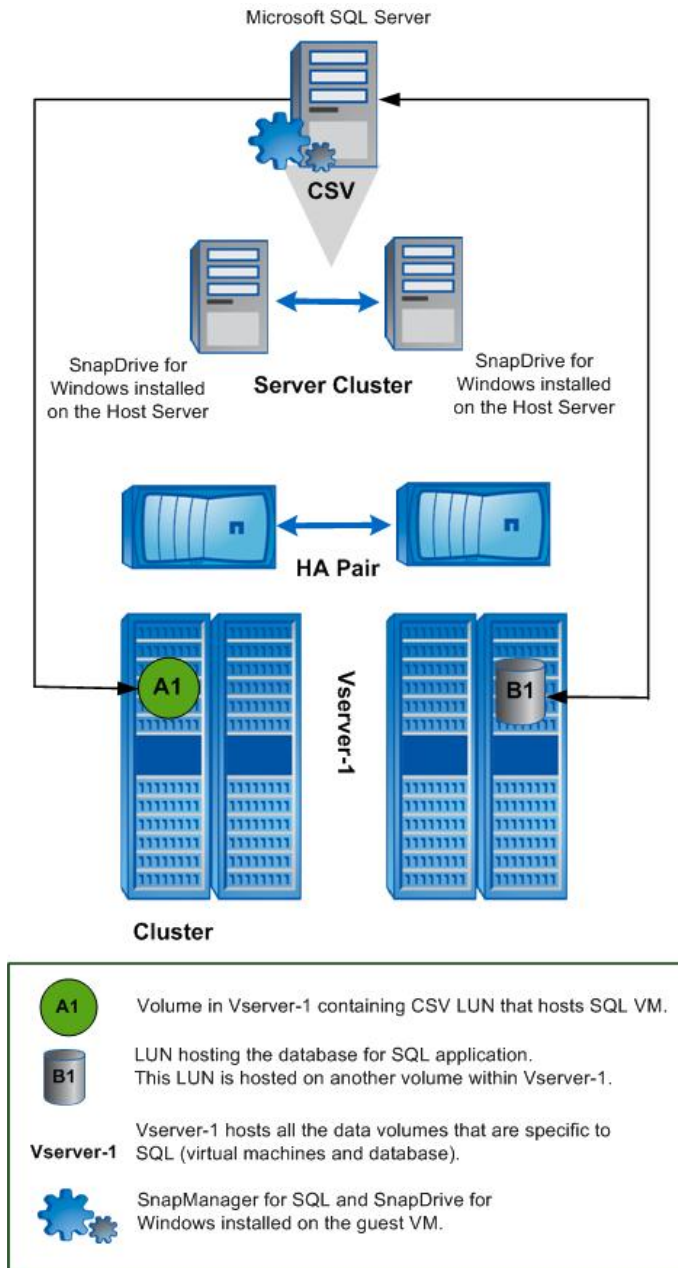 Microsoft SQL Server
CSV
SnapDrive for
Windows installed
on the Host Server
Server Cluster
SnapDrive for
Windows installed
on the Host Server
HA Pair
A1
Vserver-1
B1
Cluster
A1
Volume in Vserver-1 containing CSV LUN that hosts SQL VM.
B1
LUN hosting the database for SQL application.
This LUN is hosted on another volume within Vserver-1.
Vserver-1
Vserver-1 hosts all the data volumes that are specific to
SQL (virtual machines and database).
SnapManager for SQL and SnapDrive for
Windows installed on the guest VM.